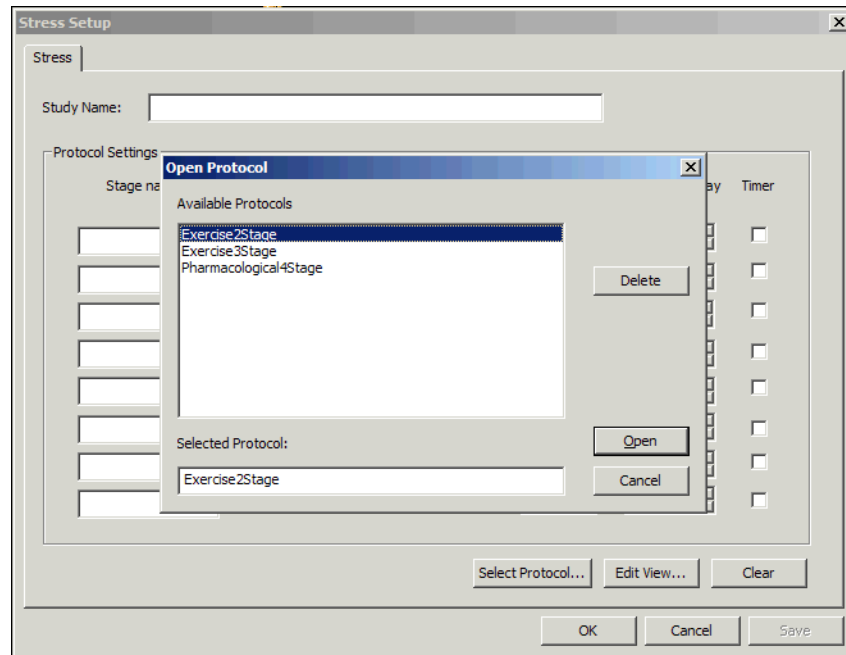 Stress Setup
Stress
Study Name:
Protocol Settings
Open Protocol
Stage na
ay
Timer
Available Protocols
Exercise2Stage
Exercise3Stage
Pharmacological4Stage
Delete
Selected Protocol:
Open
Exercise2Stage
Cancel
Select Protocol...
Edit View...
Clear
OK
Cancel
Save